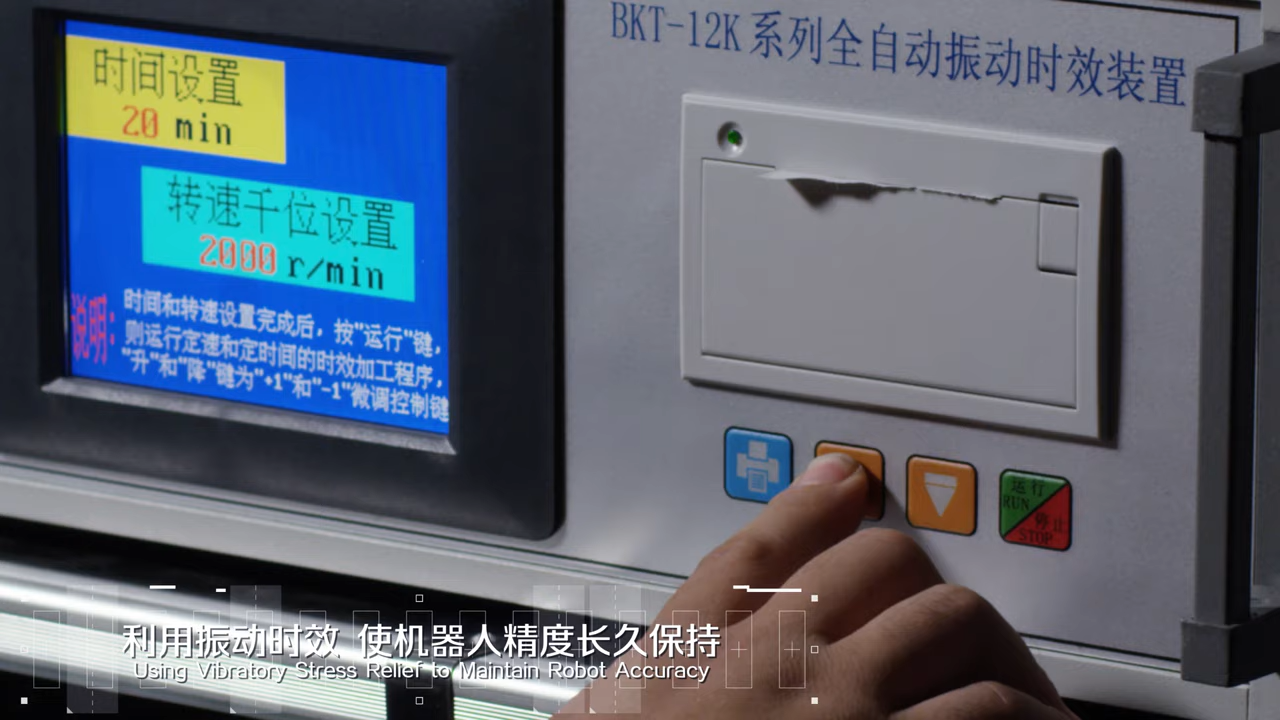 BKT-12K 系列全自动振动时效装置
时间设置
20 min
转速千位设置
2000 r/min
说明:
时间和转速设置完成后，按"运行"键，
则运行定速和定时间的时效加工程序，
"升"和"降"键为"+1"和"-1"微调控制键
运行
RUN
停止
STOP
利用振动时效 使机器人精度长久保持
Using Vibratory Stress Relief to Maintain Robot Accuracy